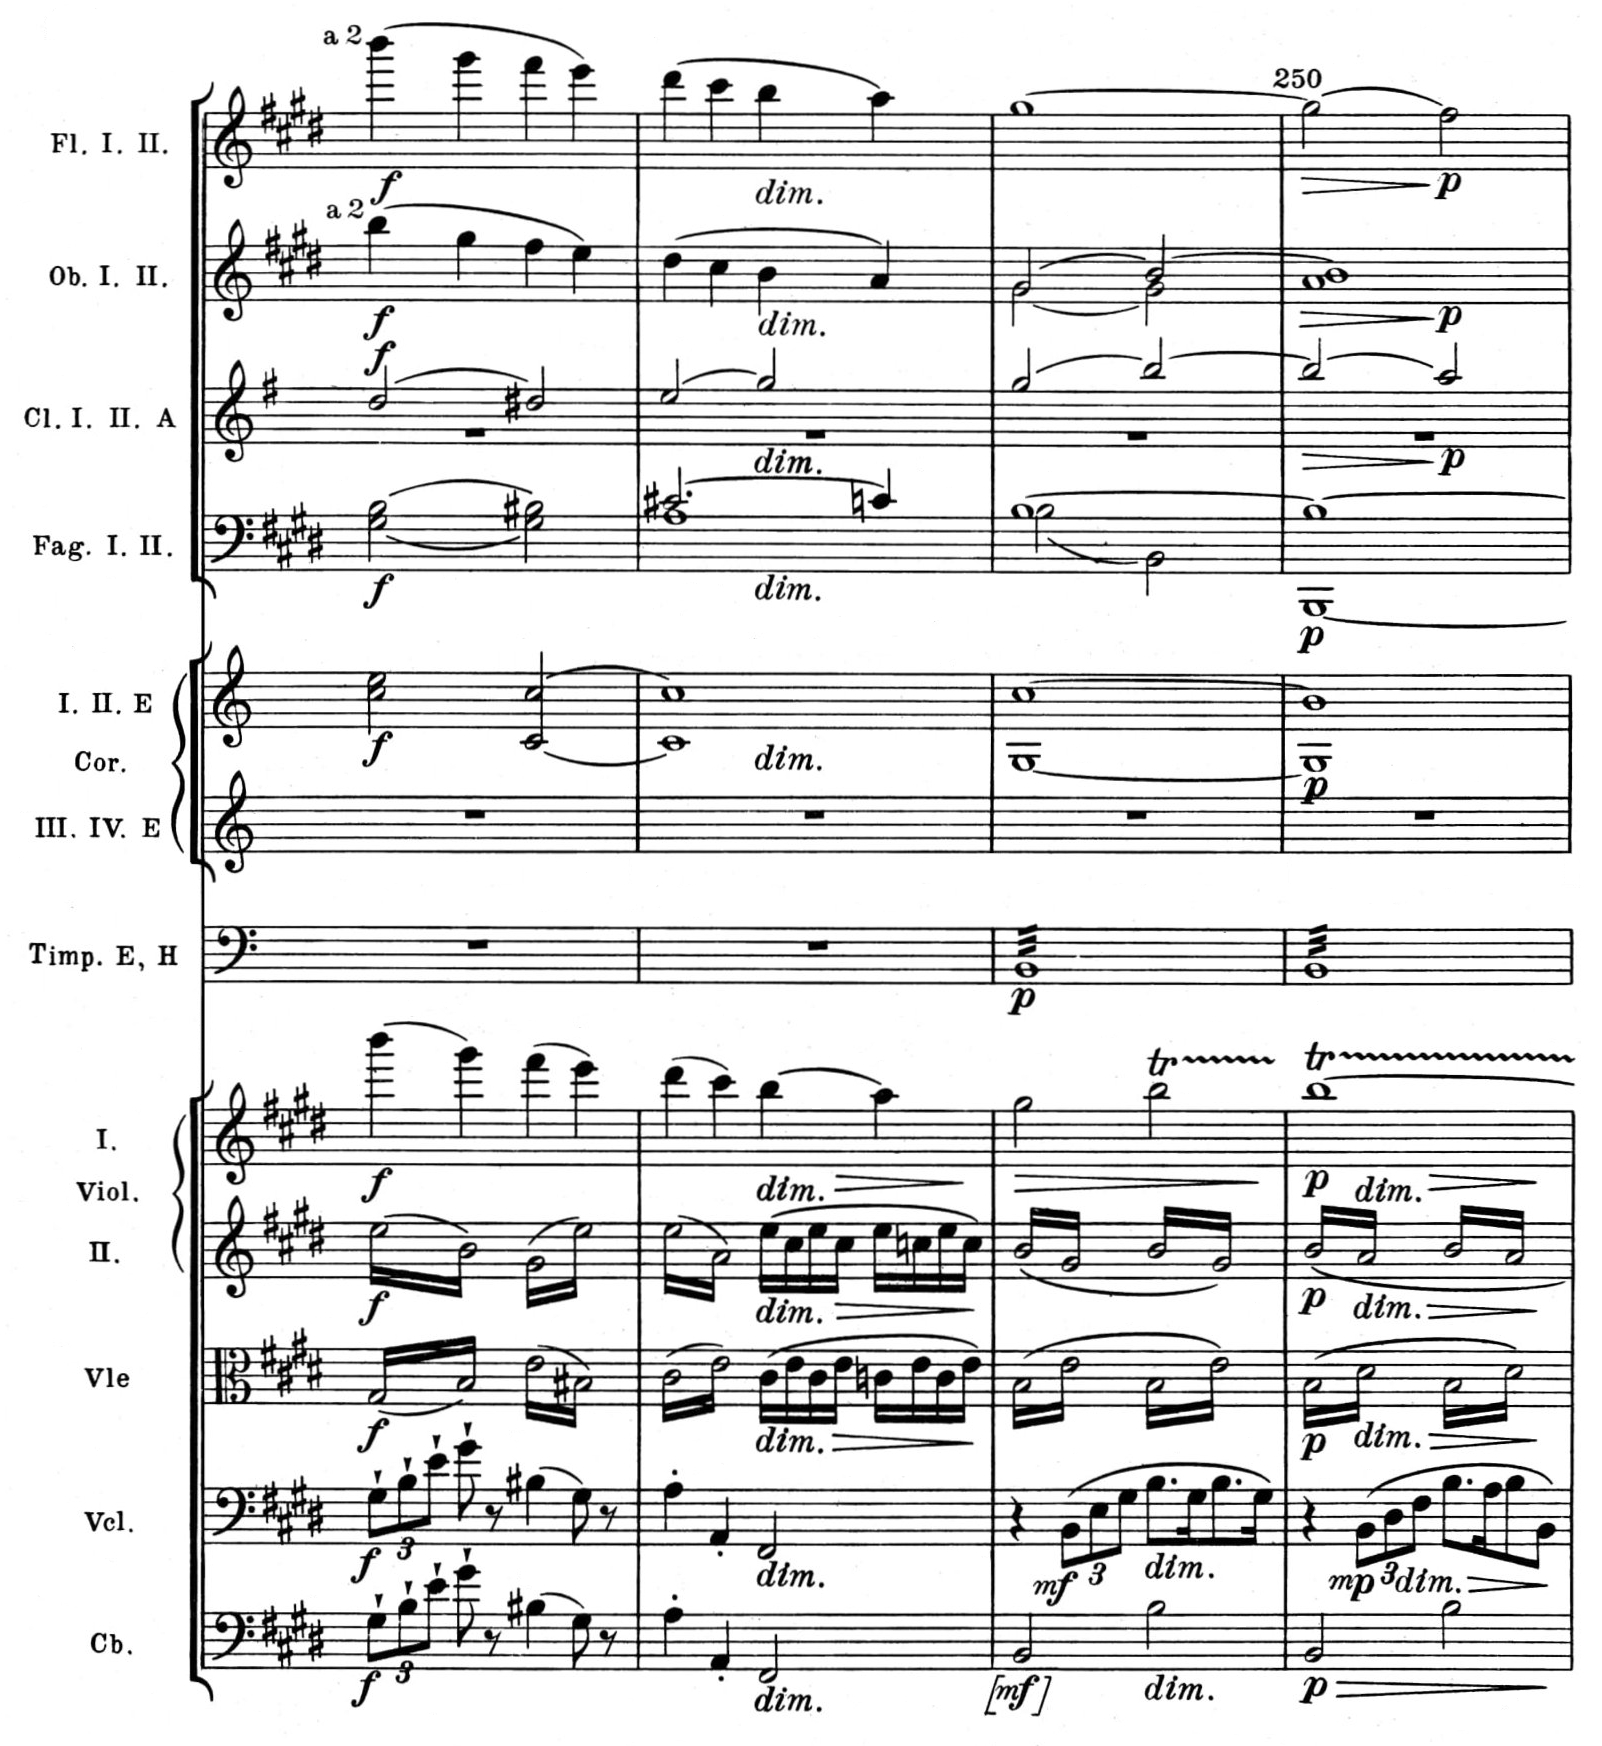 a 2
250
Fl. I. II.
f dim. p
a 2
Ob. I. II.
f dim. p
f
Cl. I. II. A
dim. p
Fag. I. II.
f dim. p
I. II. E
f dim. p
Cor.
III. IV. E
Timp. E, H
p
tr tr
I.
f dim. p dim.
Viol.
II.
f dim. p dim.
Vle
f dim. p dim.
Vcl.
f 3 dim. mf 3 dim. mp 3 dim.
Cb.
f 3 dim. [mf] dim. p